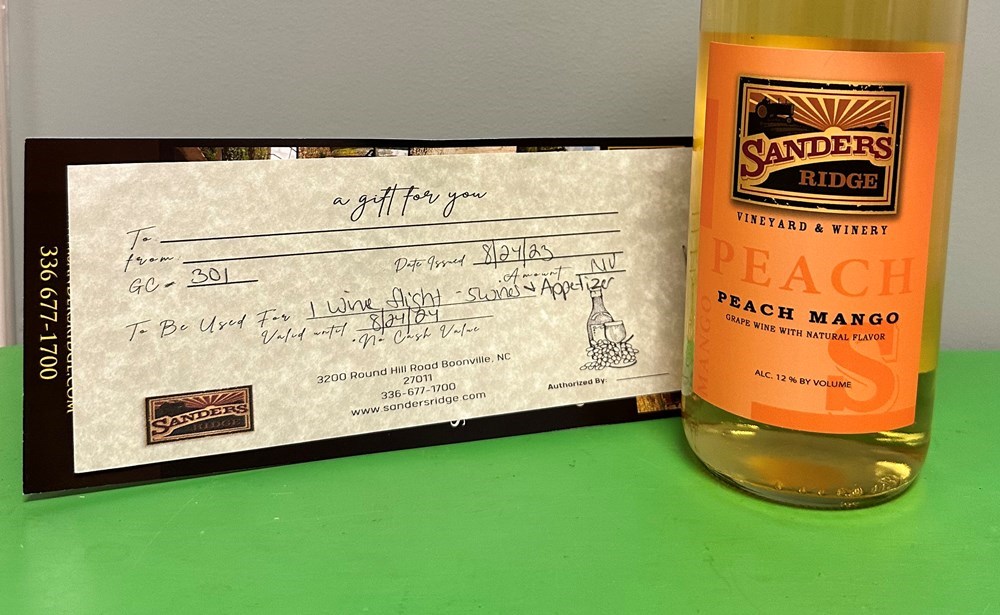 336 677-1700
a gift for you
To
from
Date Issued 8/24/23
GC - 301
Amount NV
To Be Used For 1 wine flight - 5 wines + Appetizer
Valid until 8/24/24
• No Cash Value
3200 Round Hill Road Boonville, NC
27011
336-677-1700
www.sandersridge.com
Authorized By:
SANDERS
RIDGE
SANDERS
RIDGE
VINEYARD & WINERY
PEACH
MANGO
PEACH MANGO
GRAPE WINE WITH NATURAL FLAVOR
ALC. 12 % BY VOLUME